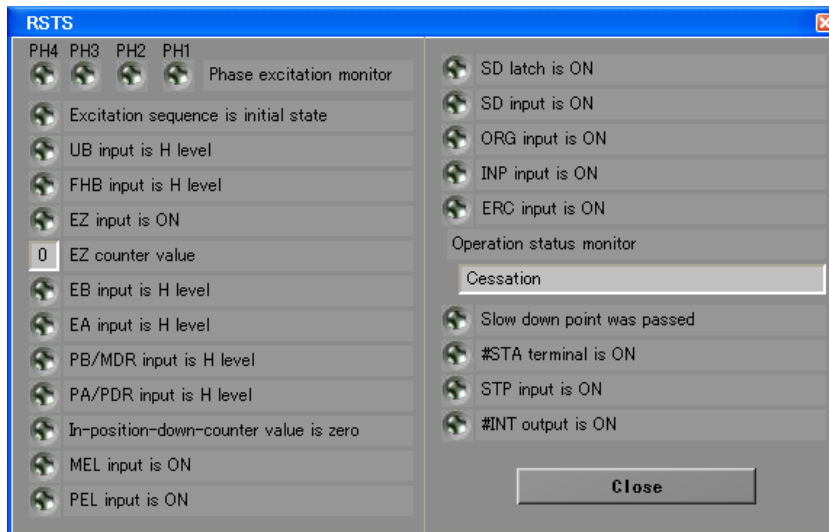 RSTS
PH4 PH3 PH2 PH1
Phase excitation monitor
Excitation sequence is initial state
UB input is H level
FHB input is H level
EZ input is ON
0 EZ counter value
EB input is H level
EA input is H level
PB/MDR input is H level
PA/PDR input is H level
In-position-down-counter value is zero
MEL input is ON
PEL input is ON
SD latch is ON
SD input is ON
ORG input is ON
INP input is ON
ERC input is ON
Operation status monitor
Cessation
Slow down point was passed
#STA terminal is ON
STP input is ON
#INT output is ON
Close